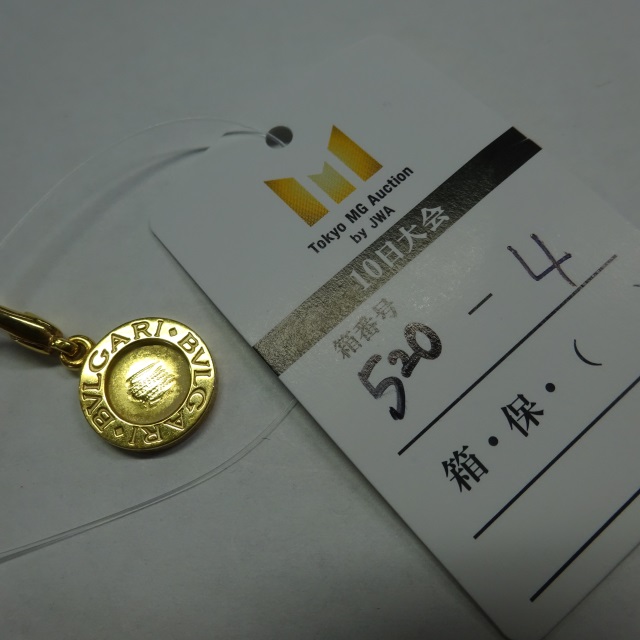 BVLGARI • BVLGARI •
Tokyo MG Auction
by JWA
10日大会
箱番号
520 - 4
箱・保・(